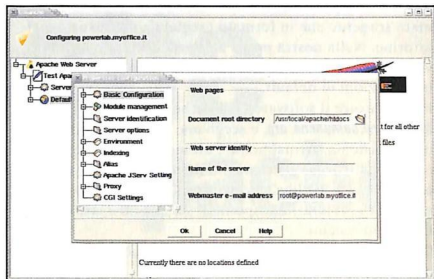 Configuring powerlab.myoffice.it
Apache Web Server
Test Apa
Server
Default
Basic Configuration
Module management
Server identification
Server options
Environment
Indexing
Alias
Apache JServ Setting
Proxy
CGI Settings
Web pages
Document root directory /usr/local/apache/htdocs
Web server identity
Name of the server
Webmaster e-mail address root@powerlab.myoffice.it
Ok Cancel Help
t for all other
files
Currently there are no locations defined